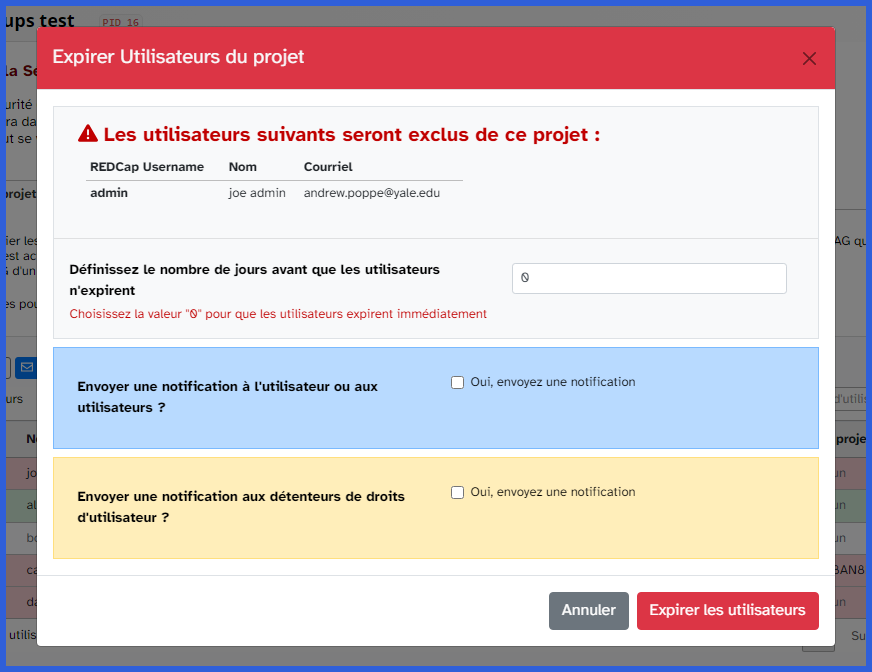 ups test PID 16
Expirer Utilisateurs du projet
Les utilisateurs suivants seront exclus de ce projet :
REDCap Username Nom Courriel
admin joe admin andrew.poppe@yale.edu
Définissez le nombre de jours avant que les utilisateurs
n'expirent
0
Choisissez la valeur "0" pour que les utilisateurs expirent immédiatement
Envoyer une notification à l'utilisateur ou aux
utilisateurs ?
Oui, envoyez une notification
Envoyer une notification aux détenteurs de droits
d'utilisateur ?
Oui, envoyez une notification
Annuler Expirer les utilisateurs